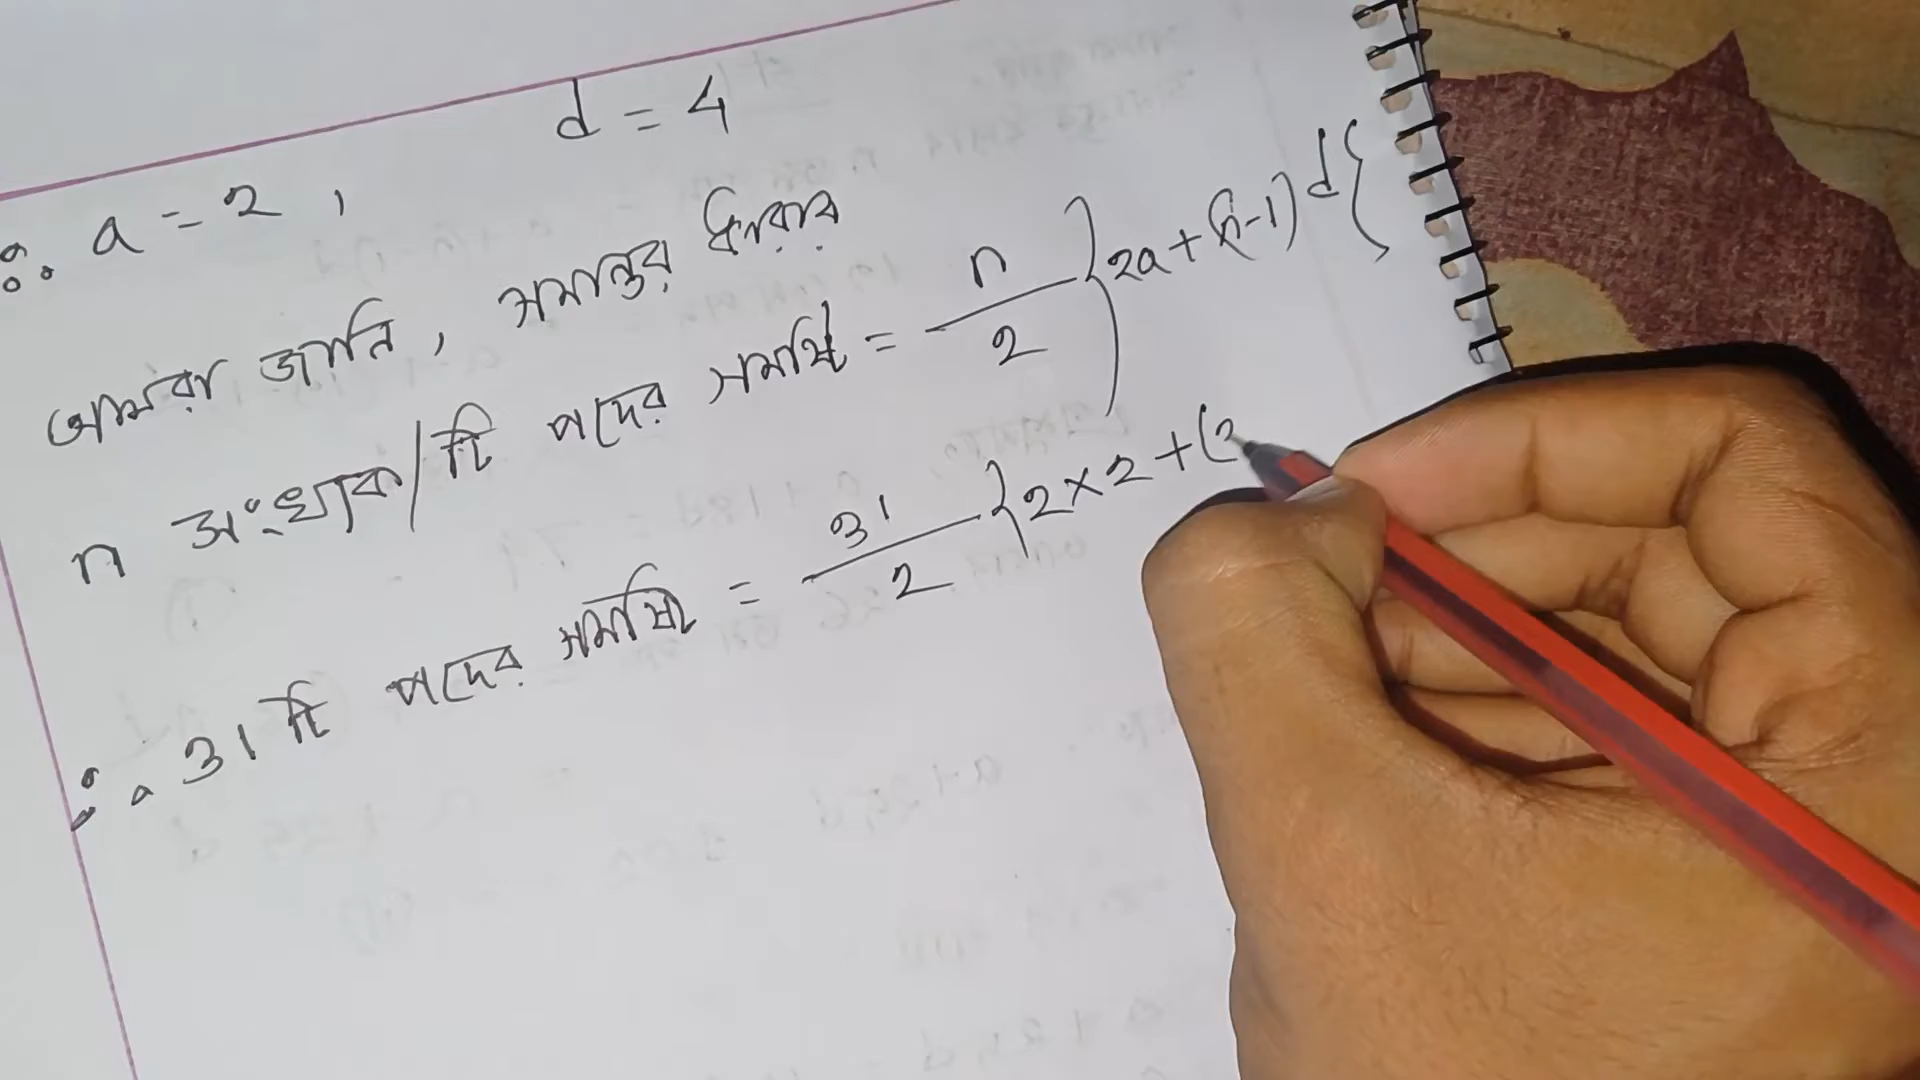 d = 4
∴ a = 2 ,
আমরা জানি, সমান্তর ধারার
n সংখ্যক/টি পদের সমষ্টি = n/2 }2a + (n-1) d{
∴ 31 টি পদের সমষ্টি = 31/2 {2×2 + (3